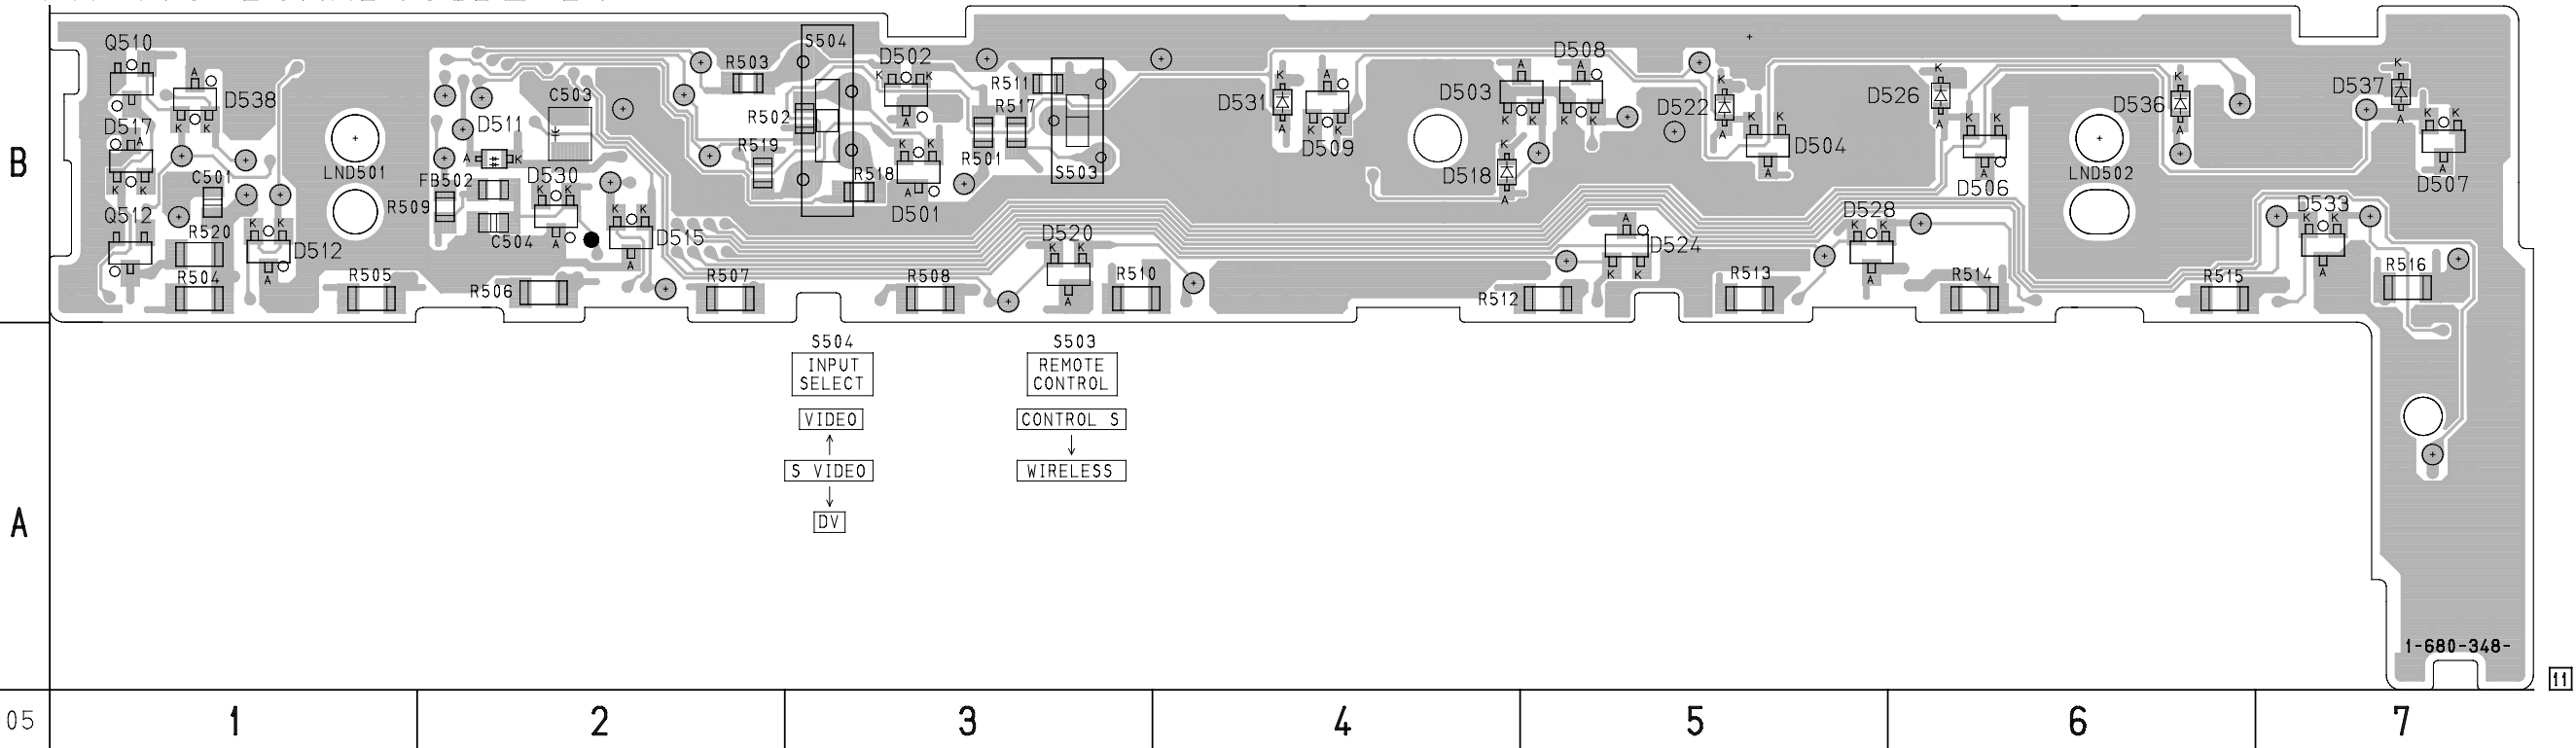 Q510
S504
D502
D508
R503
R511
D538
C503
R502
R517
D531
D503
D522
D526
D536
D537
D517
D511
R519
R501
D509
D504
C501
LND501
FB502
D530
R518
S503
D518
D506
LND502
D507
Q512
R509
D501
D528
D533
R520
C504
D515
D520
D524
D512
R504
R505
R506
R507
R508
R510
R512
R513
R514
R515
R516
B
S504
S503
INPUT
SELECT
REMOTE
CONTROL
VIDEO
CONTROL S
S VIDEO
WIRELESS
DV
A
1-680-348-
11
05
1
2
3
4
5
6
7